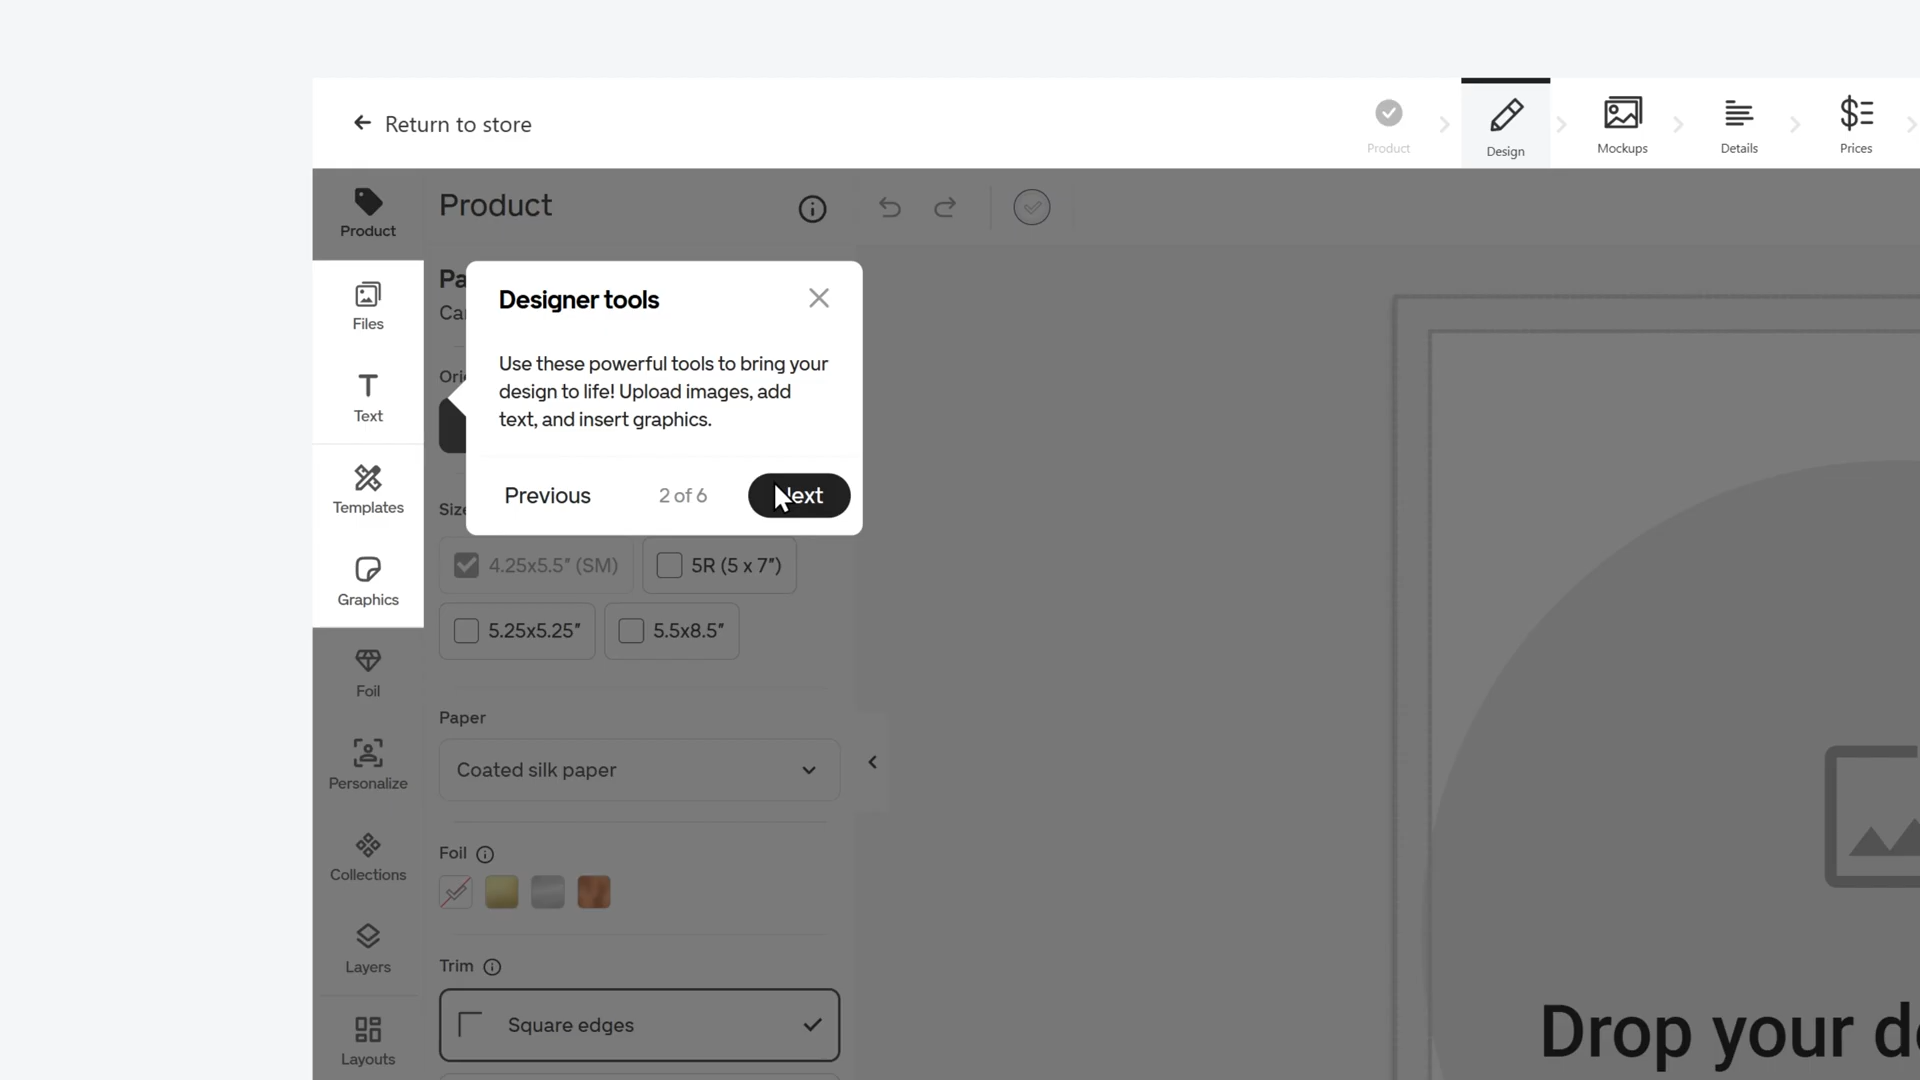 Return to store
Product
Design
Mockups
Details
Prices
Product
Product
Files
Text
Templates
Graphics
Foil
Personalize
Collections
Layers
Layouts
Designer tools
Use these powerful tools to bring your
design to life! Upload images, add
text, and insert graphics.
Previous
2 of 6
4.25x5.5″ (SM)
5R (5 x 7″)
5.25x5.25″
5.5x8.5″
Paper
Coated silk paper
Foil
Trim
Square edges
Drop your